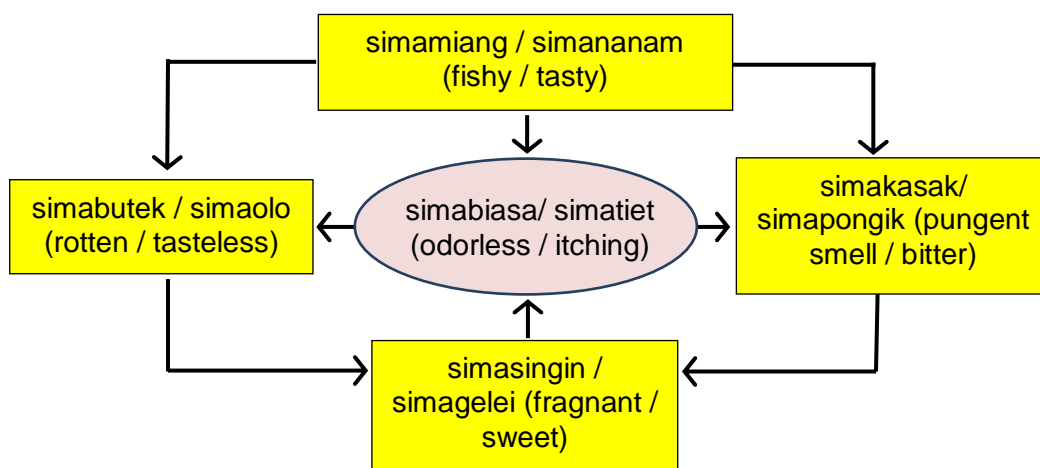 simamiang / simananam
(fishy / tasty)
simabutek / simaolo
(rotten / tasteless)
simabiasa/ simatiet
(odorless / itching)
simakasak/
simapongik (pungent
smell / bitter)
simasingin /
simagelei (fragnant /
sweet)